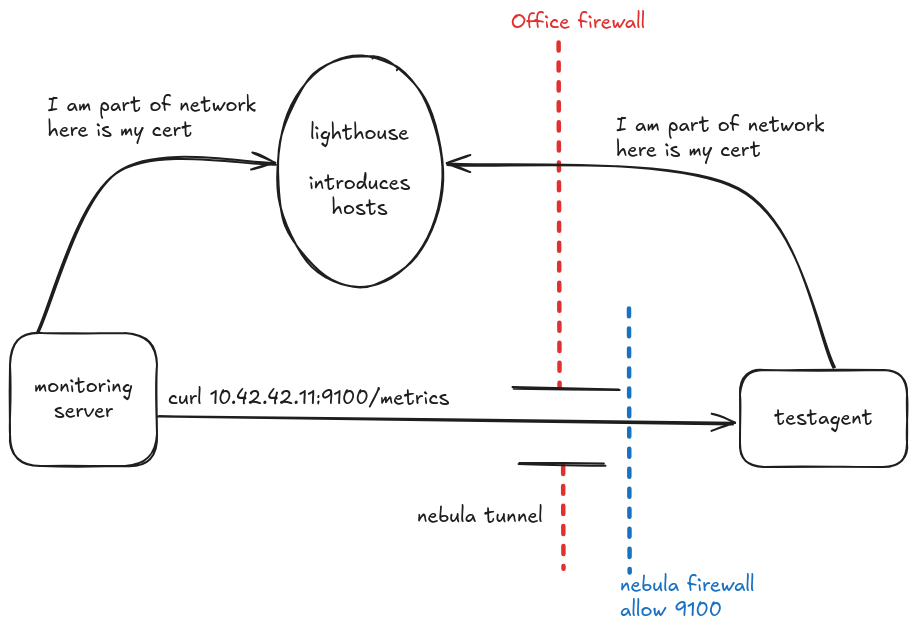 Office firewall
I am part of network
here is my cert
lighthouse
introduces
hosts
I am part of network
here is my cert
monitoring
server
curl 10.42.42.11:9100/metrics
testagent
nebula tunnel
nebula firewall
allow 9100